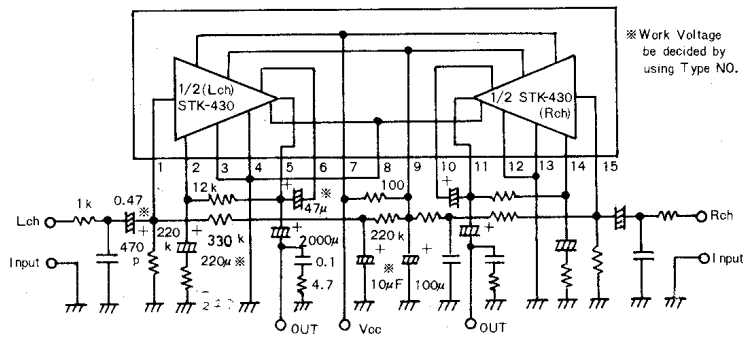 ※Work Voltage
be decided by
using Type NO.
1/2(Lch)
STK-430
1/2 STK-430
(Rch)
1 2 3 4 5 6 7 8 9 10 11 12 13 14 15
12k
+
※
47μ
100
+
Lch
1k
0.47
※
+
470
p
220
k
330 k
+
220μ※
+
2000μ
0.1
4.7
220
k
+
※
10μF
+
100μ
+
Rch
Input
Input
OUT
Vcc
OUT